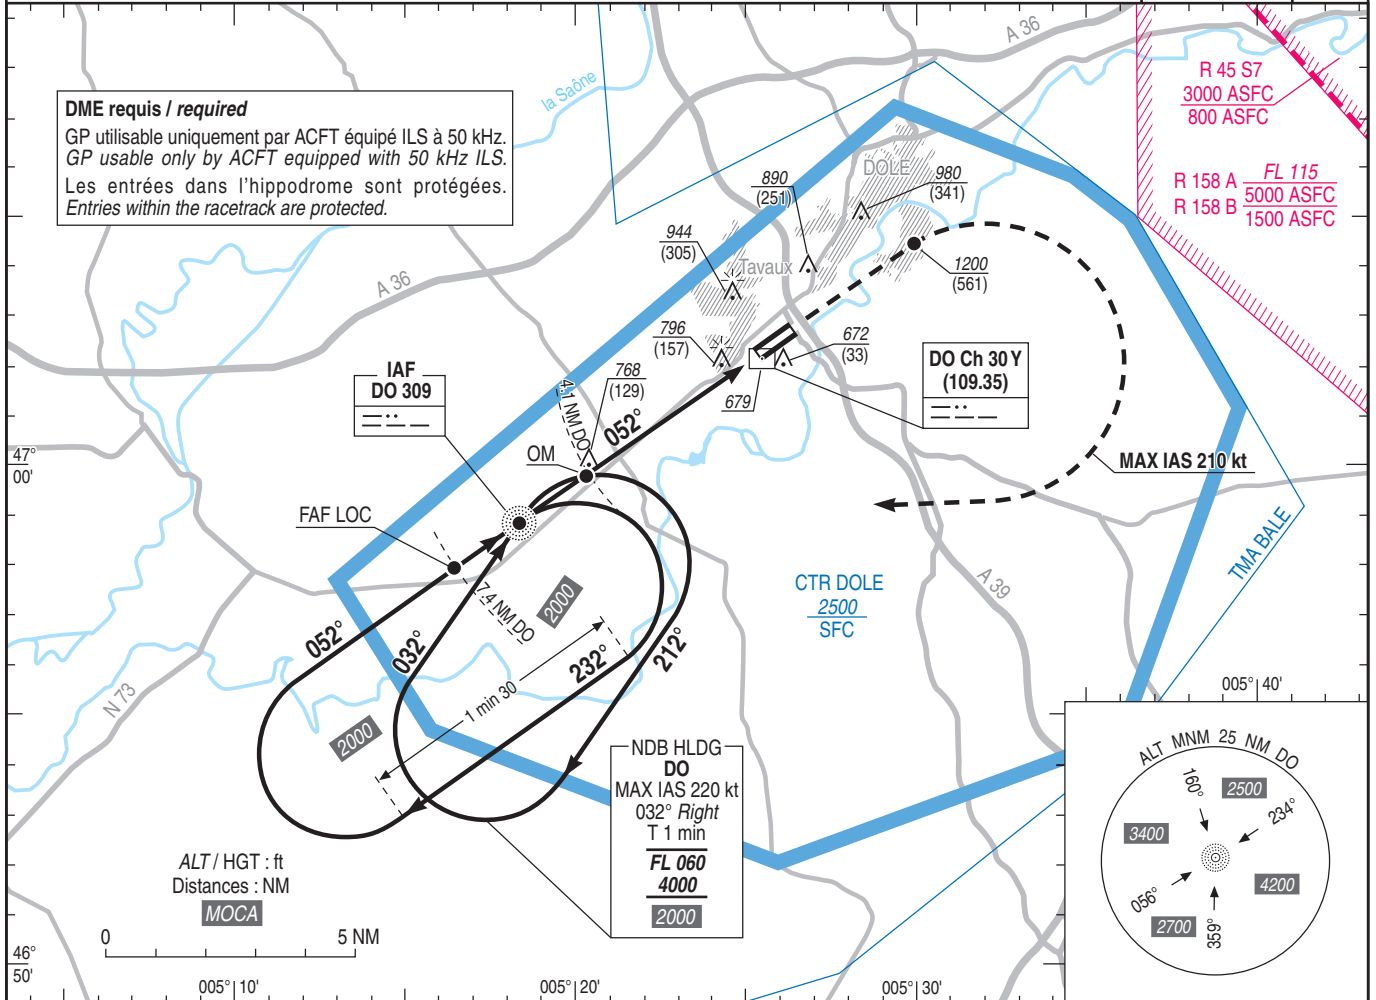 DME requis / required
GP utilisable uniquement par ACFT équipé ILS à 50 kHz.
GP usable only by ACFT equipped with 50 kHz ILS.
Les entrées dans l'hippodrome sont protégées.
Entries within the racetrack are protected.
la Saône
A 36
R 45 S7
3000 ASFC
800 ASFC
R 158 A
R 158 B
FL 115
5000 ASFC
1500 ASFC
DOLE
890
(251)
980
(341)
944
(305)
Tavaux
1200
(561)
A 36
796
(157)
672
(33)
679
DO Ch 30 Y
(109.35)
IAF
DO 309
768
(129)
4.1 NM DO
052°
OM
47°
00'
MAX IAS 210 kt
FAF LOC
TMA BALE
A 39
CTR DOLE
2500
SFC
7.4 NM DO
2000
052°
032°
232°
212°
1 min 30
N 73
2000
NDB HLDG
DO
MAX IAS 220 kt
032° Right
T 1 min
FL 060
4000
2000
005° 40'
ALT MNM 25 NM DO
160°
2500
234°
3400
4200
056°
2700
359°
ALT / HGT : ft
Distances : NM
MOCA
0
5 NM
46°
50'
005° 10'
005° 20'
005° 30'